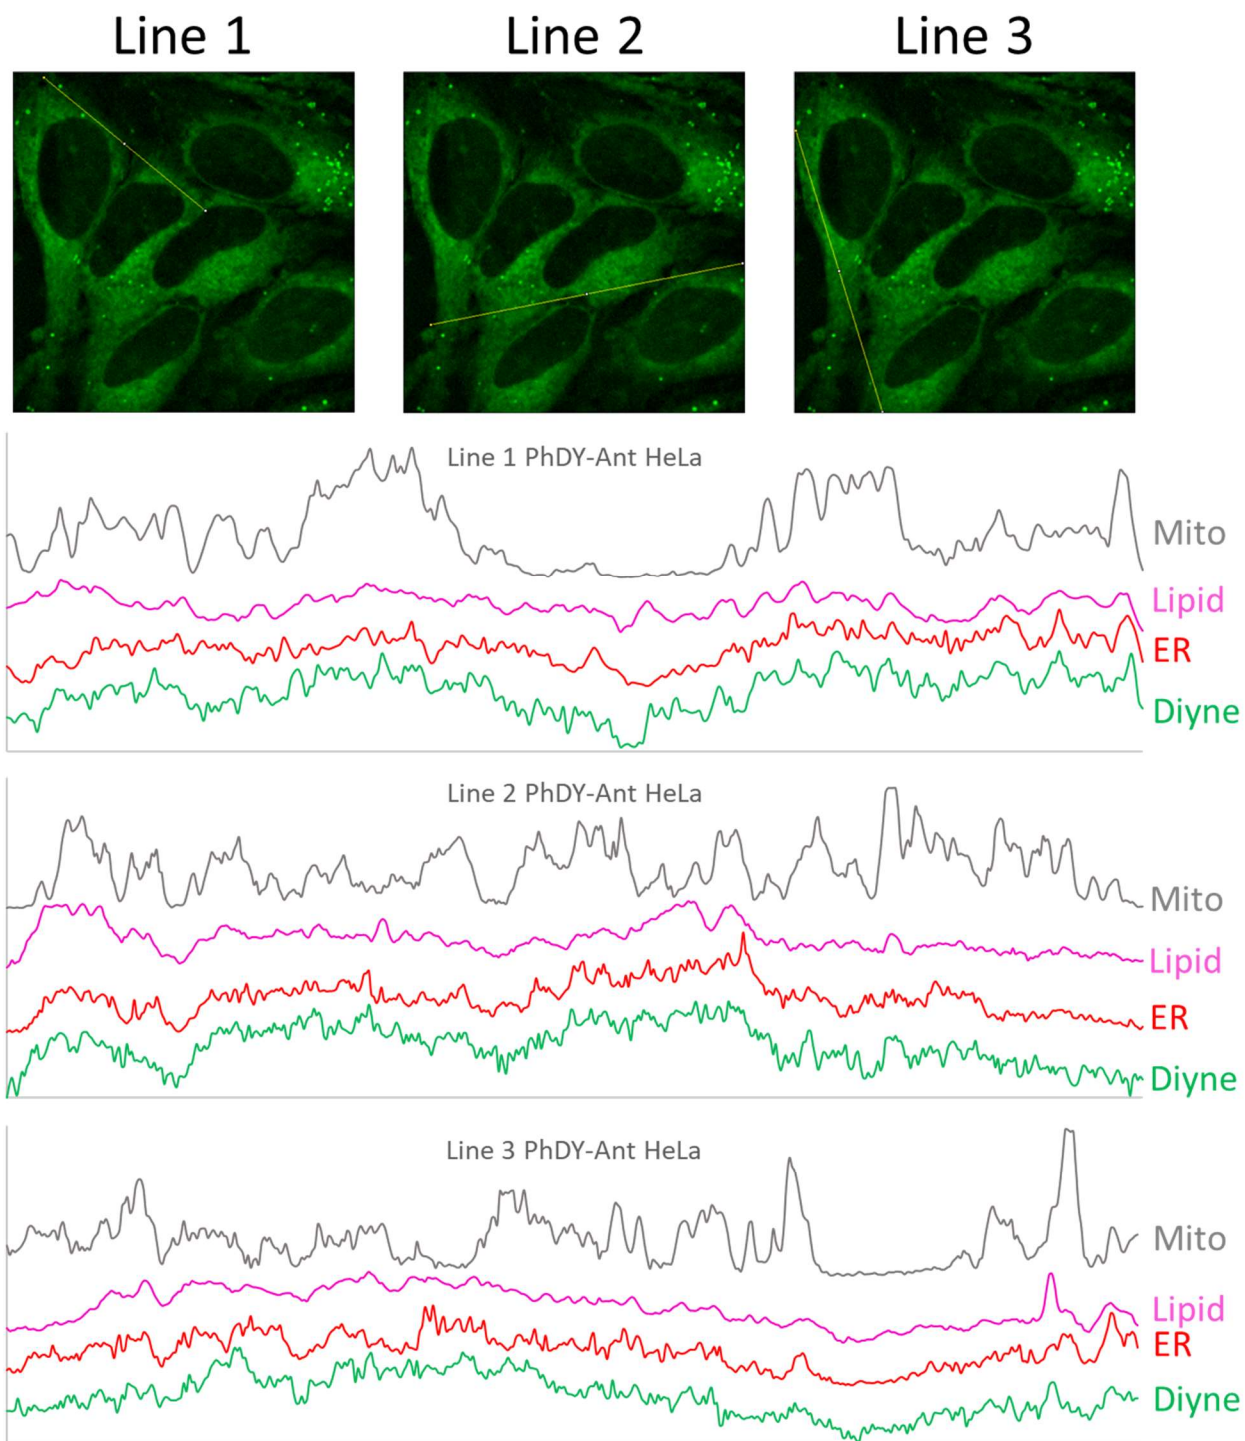 Line 1
Line 2
Line 3
Line 1 PhDY-Ant HeLa
Mito
Lipid
ER
Diyne
Line 2 PhDY-Ant HeLa
Mito
Lipid
ER
Diyne
Line 3 PhDY-Ant HeLa
Mito
Lipid
ER
Diyne